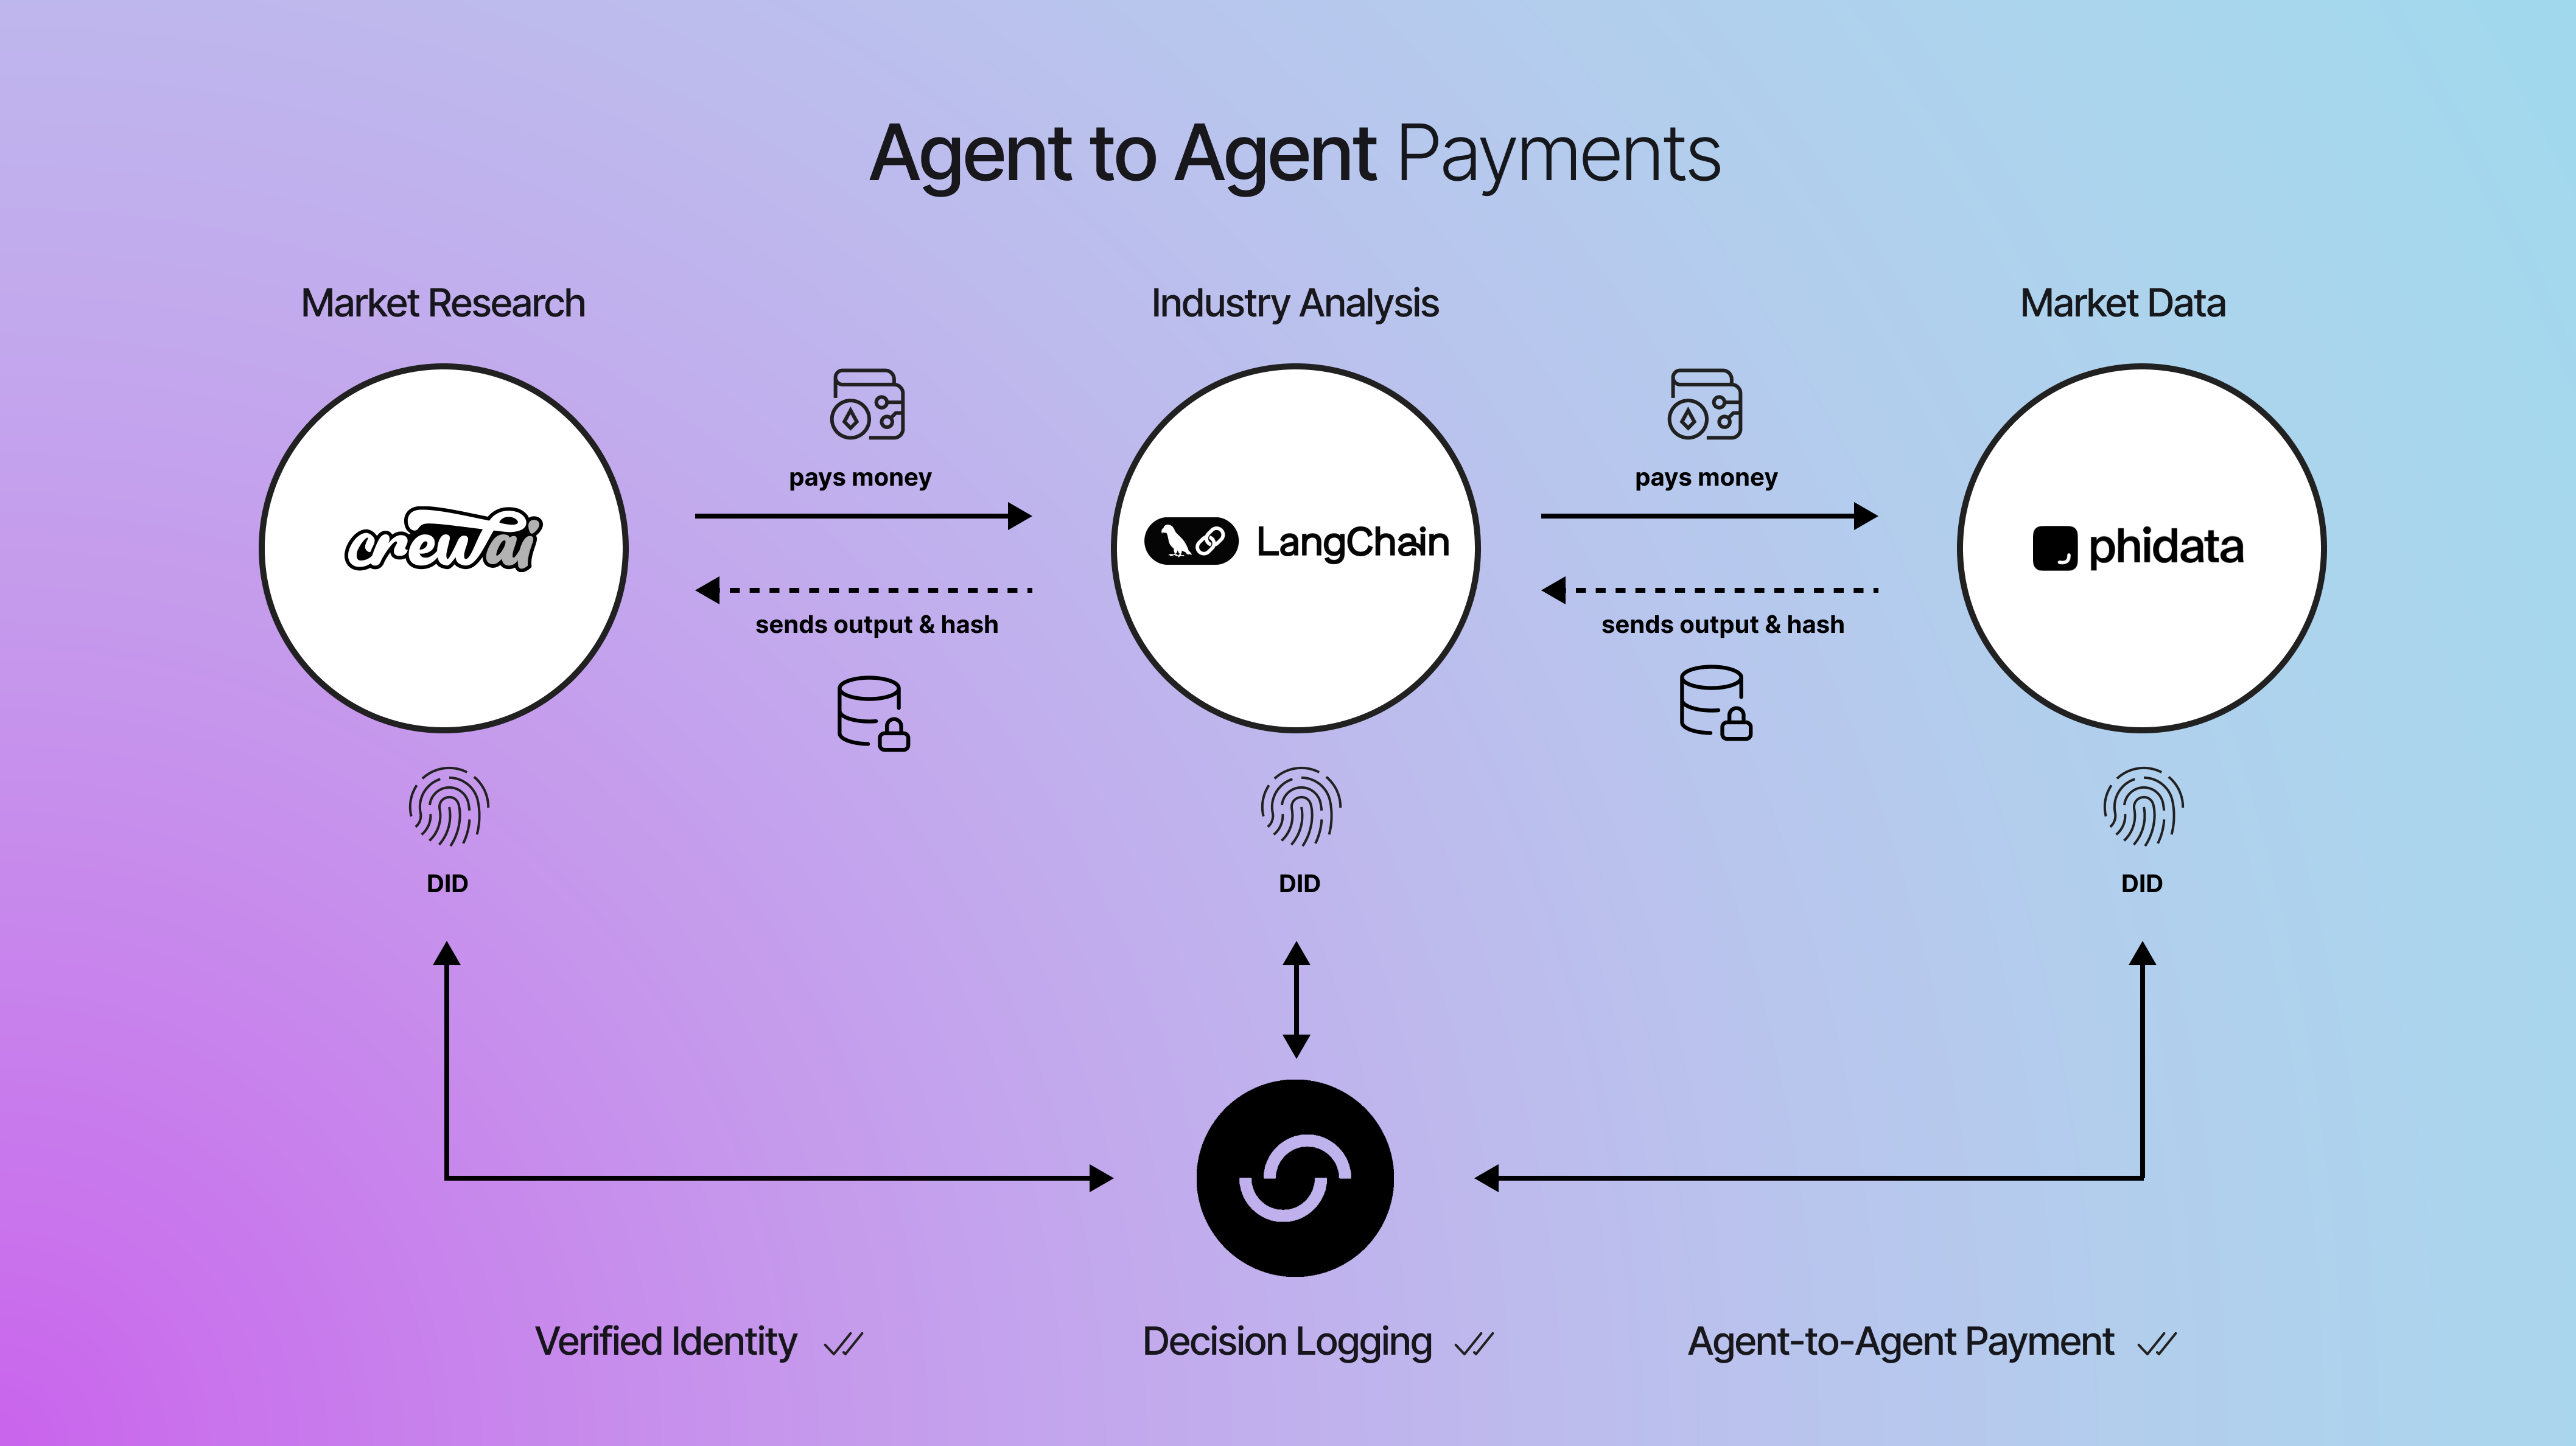 Agent to Agent Payments
Market Research
Industry Analysis
Market Data
pays money
pays money
crewai
LangChain
phidata
sends output & hash
sends output & hash
DID
DID
DID
Verified Identity
Decision Logging
Agent-to-Agent Payment